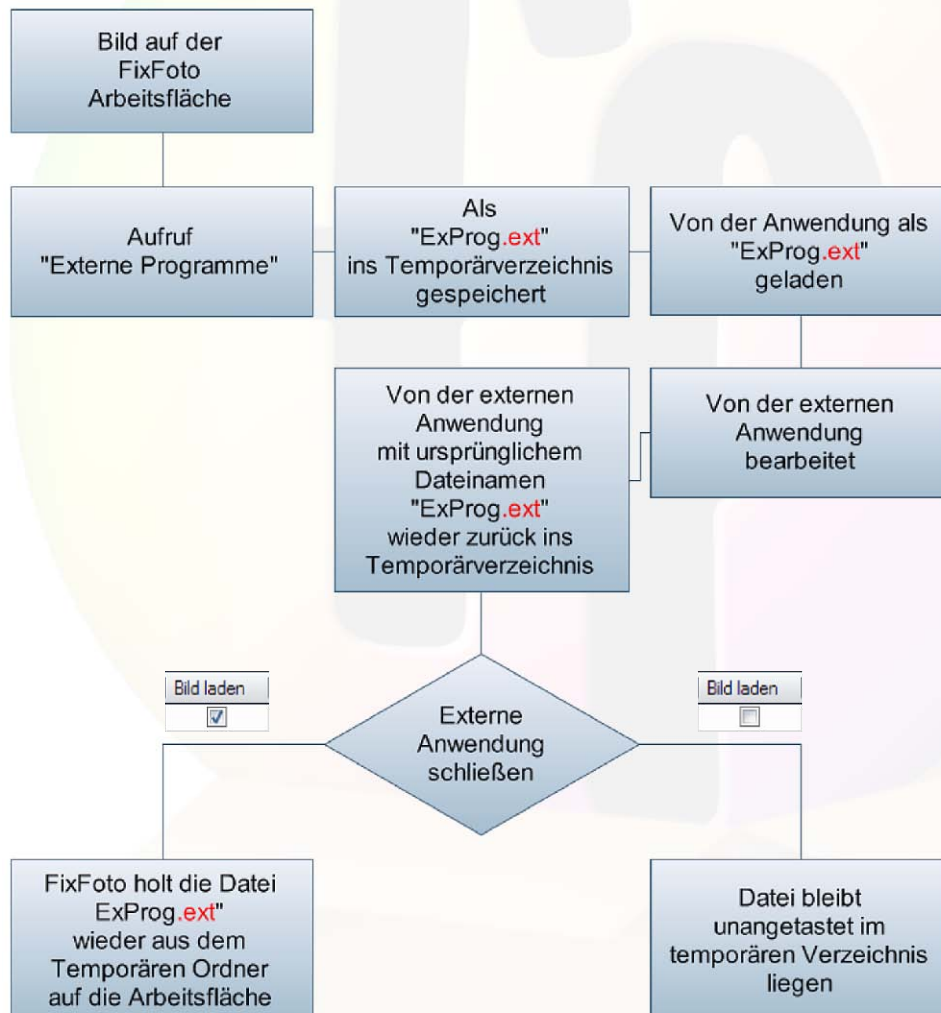 Bild auf der
FixFoto
Arbeitsfläche
Aufruf
"Externe Programme"
Als
"ExProg.ext"
ins Temporärverzeichnis
gespeichert
Von der Anwendung als
"ExProg.ext"
geladen
Von der externen
Anwendung
mit ursprünglichem
Dateinamen
"ExProg.ext"
wieder zurück ins
Temporärverzeichnis
Von der externen
Anwendung
bearbeitet
Bild laden
Externe
Anwendung
schließen
Bild laden
FixFoto holt die Datei
ExProg.ext"
wieder aus dem
Temporären Ordner
auf die Arbeitsfläche
Datei bleibt
unangetastet im
temporären Verzeichnis
liegen